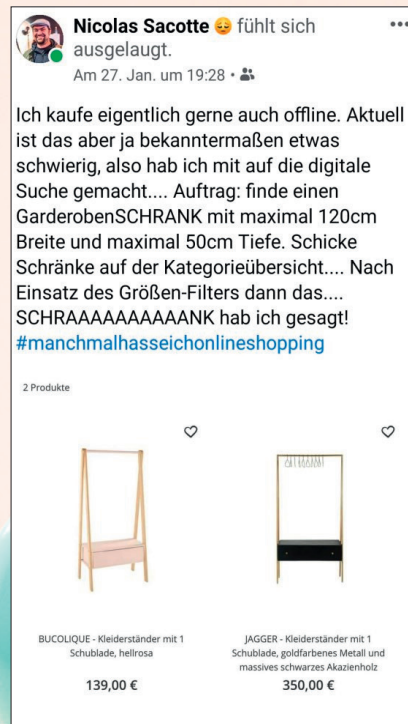 Nicolas Sacotte 😔 fühlt sich
ausgelaugt.
Am 27. Jan. um 19:28 •
Ich kaufe eigentlich gerne auch offline. Aktuell
ist das aber ja bekanntermaßen etwas
schwierig, also hab ich mit auf die digitale
Suche gemacht.... Auftrag: finde einen
GarderobenSCHRANK mit maximal 120cm
Breite und maximal 50cm Tiefe. Schicke
Schränke auf der Kategorieübersicht.... Nach
Einsatz des Größen-Filters dann das....
SCHRAAAAAAAAAANK hab ich gesagt!
#manchmalhasseichonlineshopping
2 Produkte
BUCOLIQUE - Kleiderständer mit 1
Schublade, hellrosa
139,00 €
JAGGER - Kleiderständer mit 1
Schublade, goldfarbenes Metall und
massives schwarzes Akazienholz
350,00 €